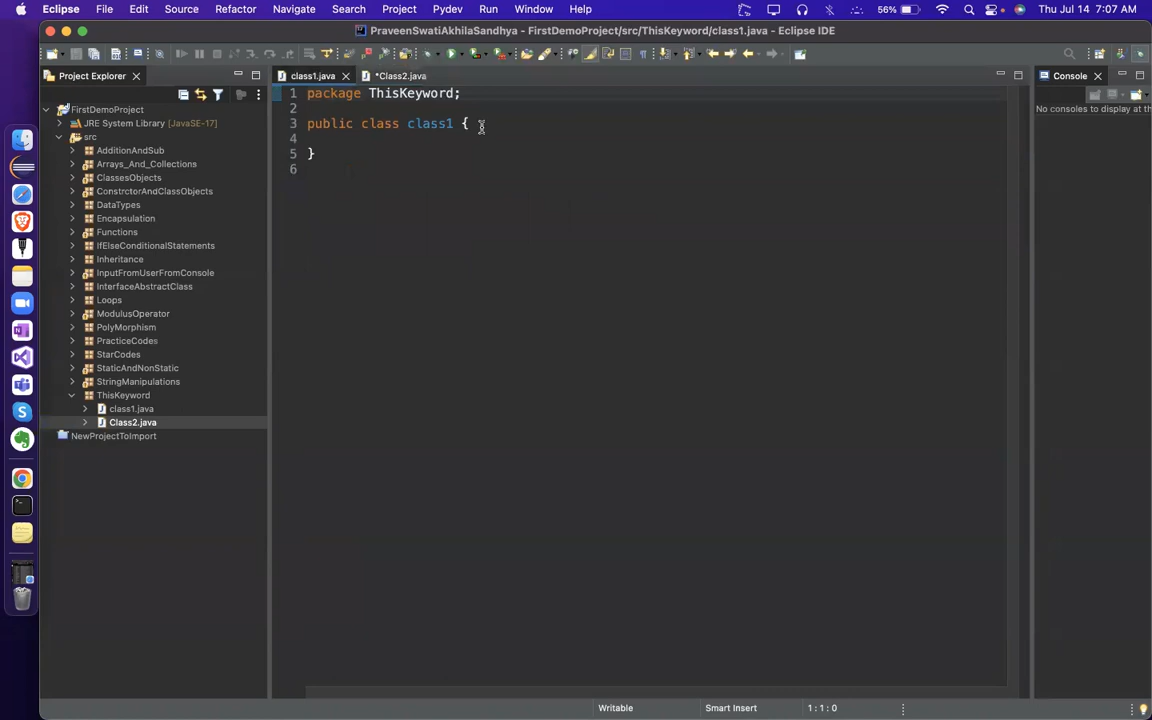 Eclipse File Edit Source Refactor Navigate Search Project Pydev Run Window Help 56% Thu Jul 14 7:07 AM
PraveenSwatiAkhilaSandhya - FirstDemoProject/src/ThisKeyword/class1.java - Eclipse IDE
Project Explorer
class1.java
*Class2.java
Console
No consoles to display at th
FirstDemoProject
JRE System Library [JavaSE-17]
src
AdditionAndSub
Arrays_And_Collections
ClassesObjects
ConstrctorAndClassObjects
DataTypes
Encapsulation
Functions
IfElseConditionalStatements
Inheritance
InputFromUserFromConsole
InterfaceAbstractClass
Loops
ModulusOperator
PolyMorphism
PracticeCodes
StarCodes
StaticAndNonStatic
StringManipulations
ThisKeyword
class1.java
Class2.java
NewProjectToImport
1 package ThisKeyword;
2
3 public class class1 {
4
5 }
6
Writable Smart Insert 1 : 1 : 0